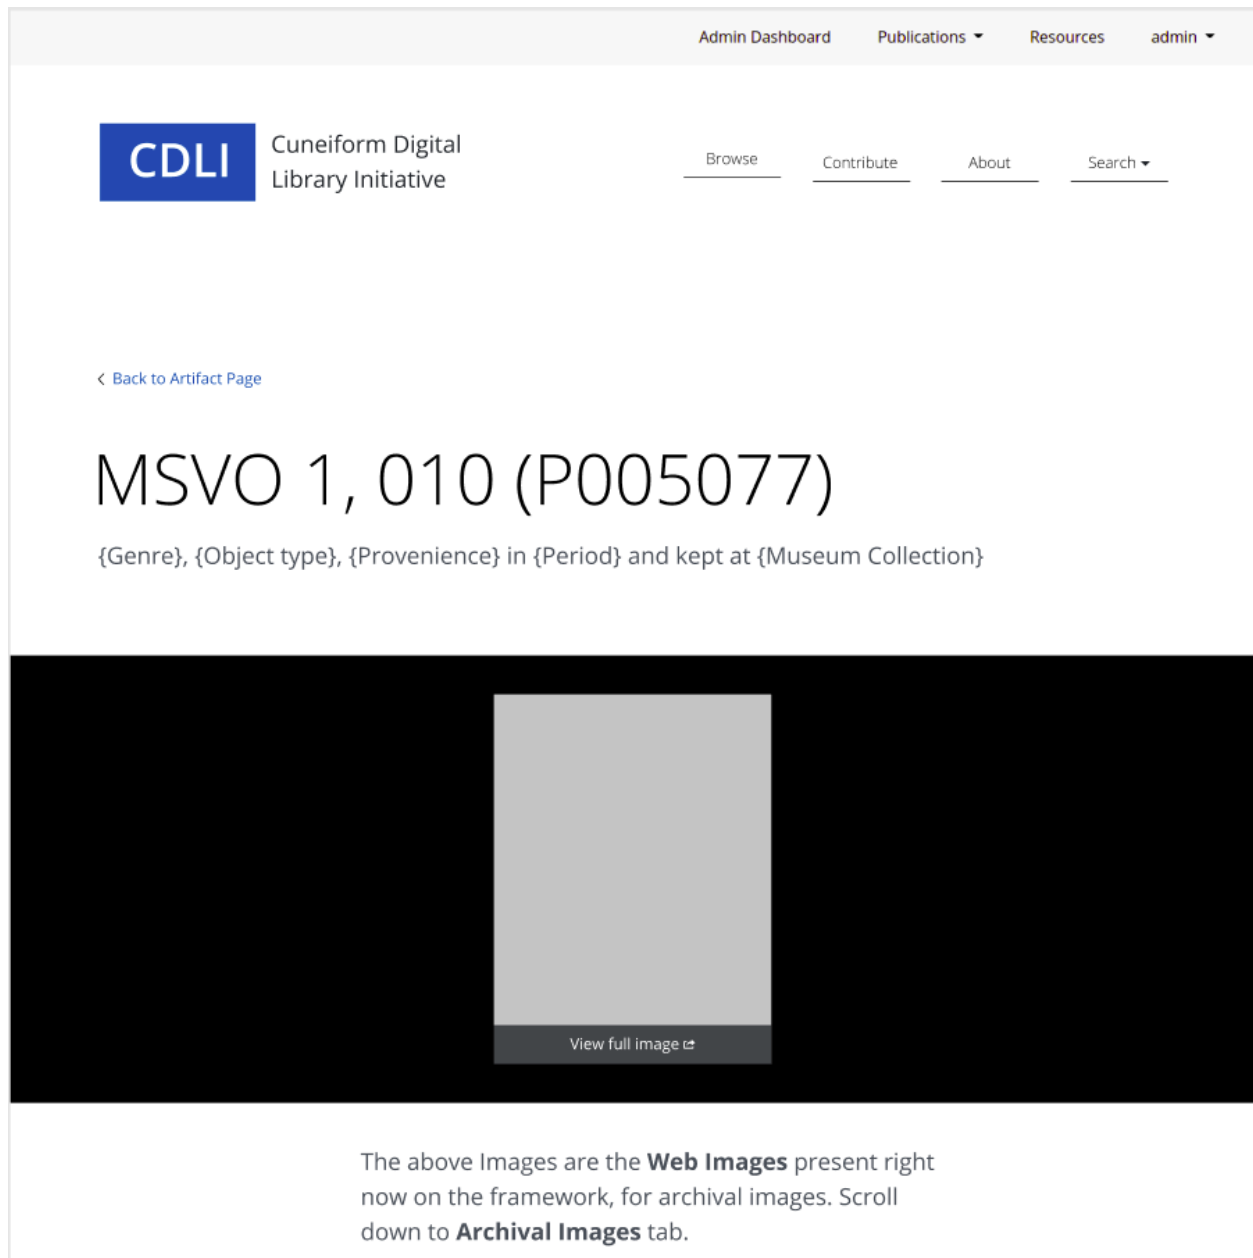 Admin Dashboard Publications Resources admin
CDLI Cuneiform Digital
Library Initiative
Browse Contribute About Search
Back to Artifact Page
MSVO 1, 010 (P005077)
{Genre}, {Object type}, {Provenience} in {Period} and kept at {Museum Collection}
View full image
The above Images are the Web Images present right
now on the framework, for archival images. Scroll
down to Archival Images tab.